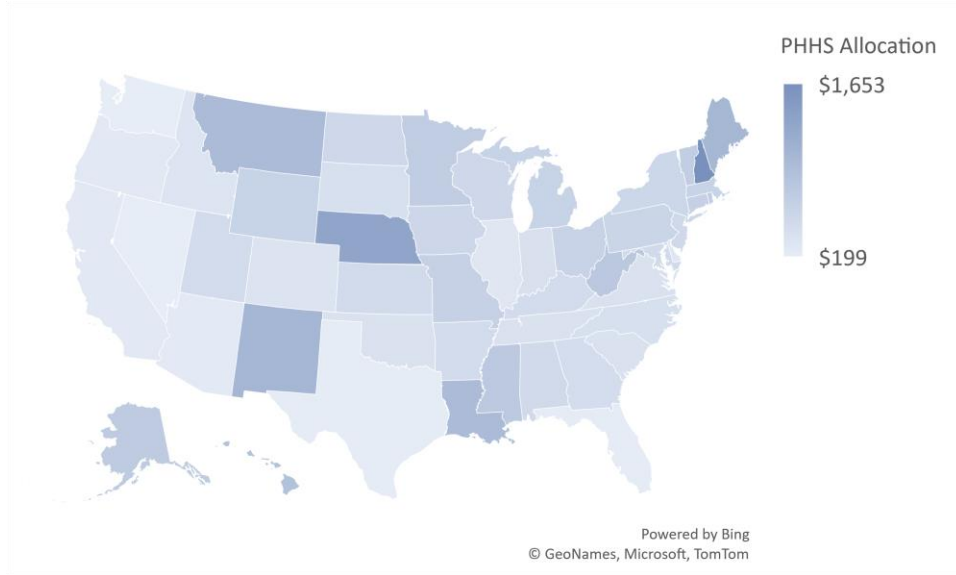 PHHS Allocation
$1,653
$199
Powered by Bing
© GeoNames, Microsoft, TomTom